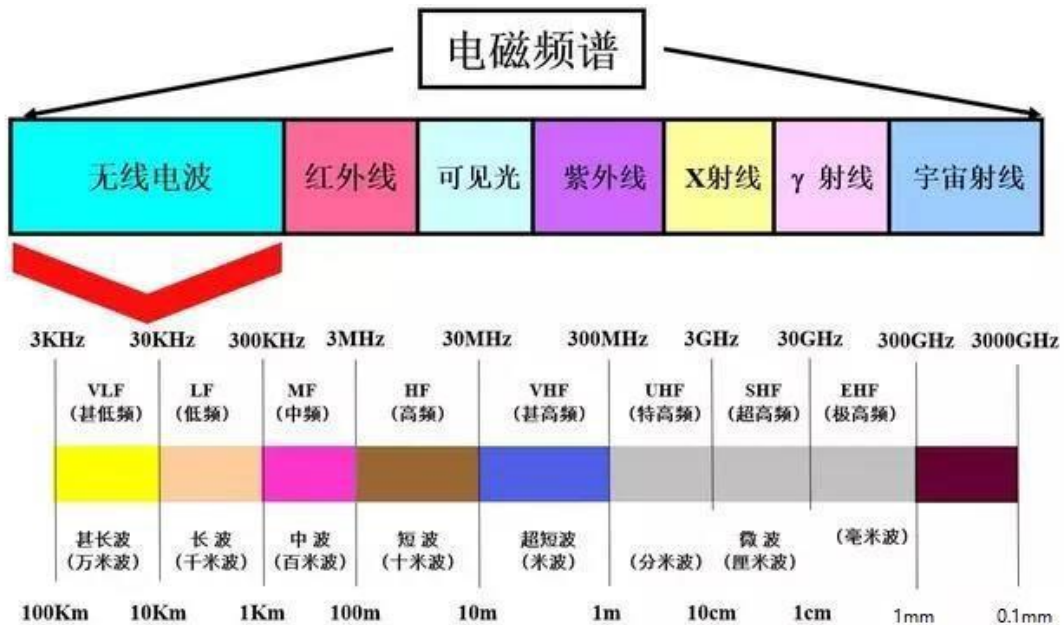 电磁频谱
无线电波 红外线 可见光 紫外线 X射线 γ 射线 宇宙射线
3KHz 30KHz 300KHz 3MHz 30MHz 300MHz 3GHz 30GHz 300GHz 3000GHz
VLF LF MF HF VHF UHF SHF EHF
(甚低频) (低频) (中频) (高频) (甚高频) (特高频) (超高频) (极高频)
甚长波 长 波 中 波 短 波 超短波 微 波 (毫米波)
(万米波) (千米波) (百米波) (十米波) (米波) (分米波) (厘米波)
100Km 10Km 1Km 100m 10m 1m 10cm 1cm 1mm 0.1mm